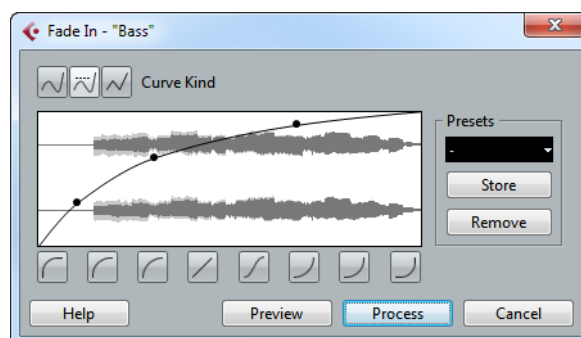 Fade In - "Bass"
Curve Kind
Presets
-
Store
Remove
Help
Preview
Process
Cancel